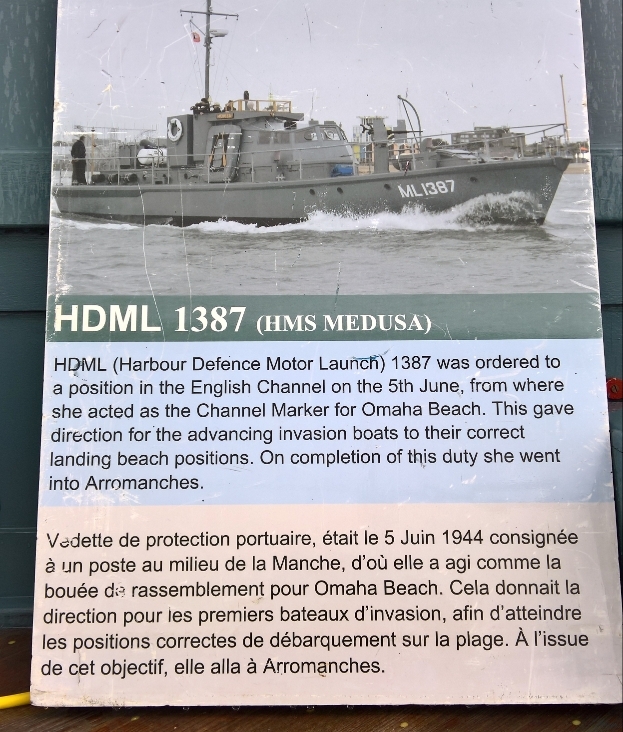 ML1387
HDML 1387 (HMS MEDUSA)
HDML (Harbour Defence Motor Launch) 1387 was ordered to
a position in the English Channel on the 5th June, from where
she acted as the Channel Marker for Omaha Beach. This gave
direction for the advancing invasion boats to their correct
landing beach positions. On completion of this duty she went
into Arromanches.
Vedette de protection portuaire, était le 5 Juin 1944 consignée
à un poste au milieu de la Manche, d'où elle a agi comme la
bouée de rassemblement pour Omaha Beach. Cela donnait la
direction pour les premiers bateaux d'invasion, afin d'atteindre
les positions correctes de débarquement sur la plage. À l'issue
de cet objectif, elle alla à Arromanches.